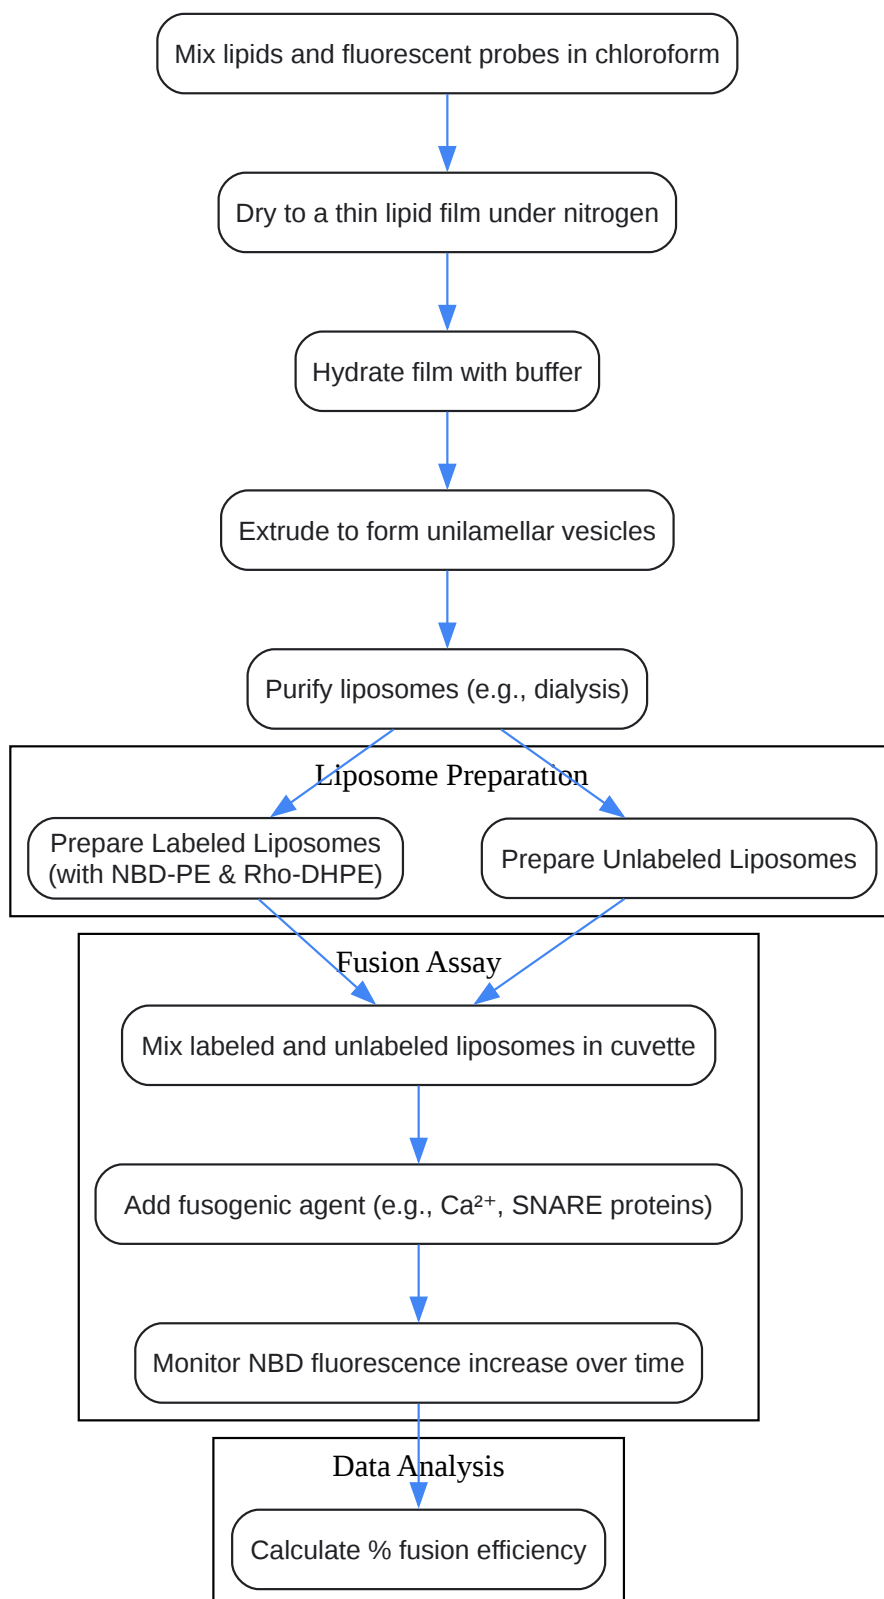 Mix lipids and fluorescent probes in chloroform
Dry to a thin lipid film under nitrogen
Hydrate film with buffer
Extrude to form unilamellar vesicles
Purify liposomes (e.g., dialysis)
Liposome Preparation
Prepare Labeled Liposomes
(with NBD-PE & Rho-DHPE)
Prepare Unlabeled Liposomes
Fusion Assay
Mix labeled and unlabeled liposomes in cuvette
Add fusogenic agent (e.g., Ca²⁺, SNARE proteins)
Monitor NBD fluorescence increase over time
Data Analysis
Calculate % fusion efficiency